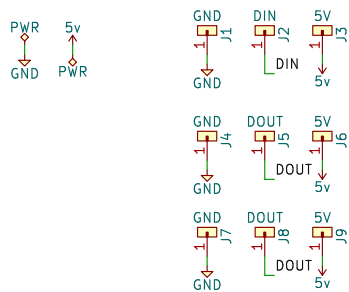 PWR 5v GND DIN 5V
1 J1 1 J2 1 J3
GND PWR DIN
GND 5v
GND DOUT 5V
1 J4 1 J5 1 J6
DOUT
GND 5v
GND DOUT 5V
1 J7 1 J8 1 J9
DOUT
GND 5v